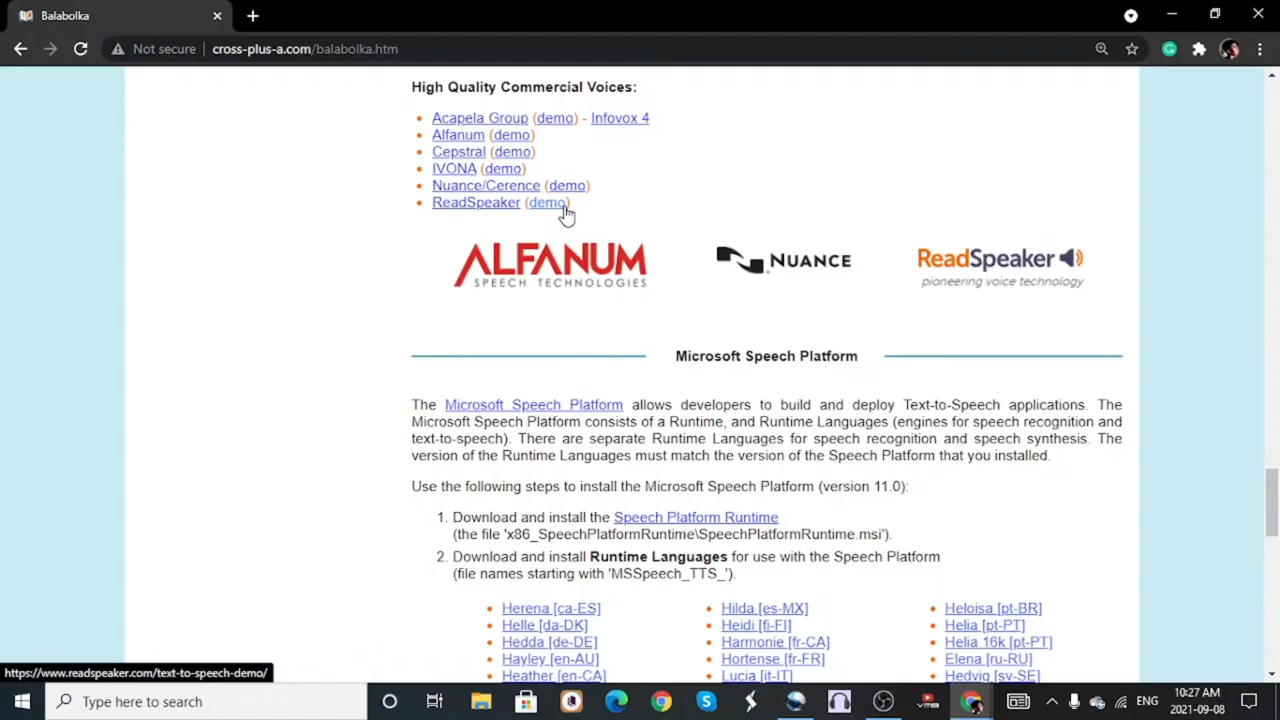 Balabolka
Not secure
cross-plus-a.com/balabolka.htm
High Quality Commercial Voices:
Acapela Group (demo) - Infovox 4
Alfanum (demo)
Cepstral (demo)
IVONA (demo)
Nuance/Cerence (demo)
ReadSpeaker (demo)
ALFANUM
SPEECH TECHNOLOGIES
NUANCE
ReadSpeaker
pioneering voice technology
Microsoft Speech Platform
The Microsoft Speech Platform allows developers to build and deploy Text-to-Speech applications. The
Microsoft Speech Platform consists of a Runtime, and Runtime Languages (engines for speech recognition and
text-to-speech). There are separate Runtime Languages for speech recognition and speech synthesis. The
version of the Runtime Languages must match the version of the Speech Platform that you installed.
Use the following steps to install the Microsoft Speech Platform (version 11.0):
1. Download and install the Speech Platform Runtime
(the file 'x86_SpeechPlatformRuntime\SpeechPlatformRuntime.msi').
2. Download and install Runtime Languages for use with the Speech Platform
(file names starting with 'MSSpeech_TTS_').
Herena [ca-ES]
Helle [da-DK]
Hedda [de-DE]
Hayley [en-AU]
Heather [en-CA]
Hilda [es-MX]
Heidi [fi-FI]
Harmonie [fr-CA]
Hortense [fr-FR]
Lucia [it-IT]
Heloisa [pt-BR]
Helia [pt-PT]
Helia 16k [pt-PT]
Elena [ru-RU]
Hedvig [sv-SE]
https://www.readspeaker.com/text-to-speech-demo/
Type here to search
VMB
ENG
10:27 AM
2021-09-08